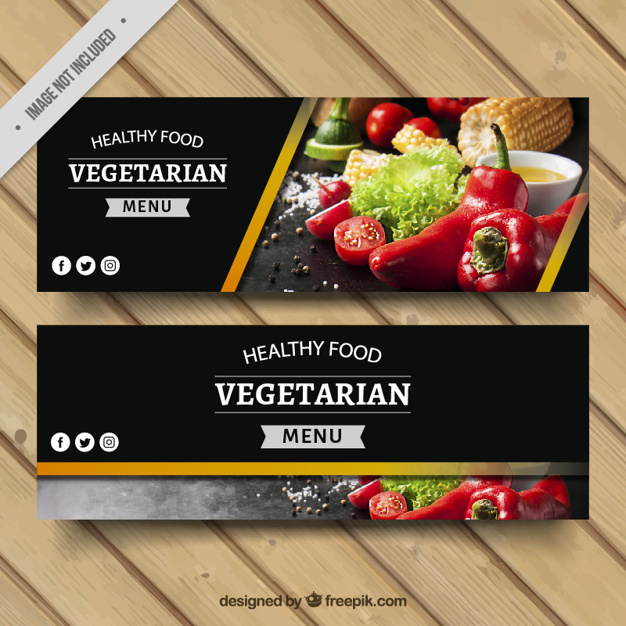 IMAGE NOT INCLUDED
HEALTHY FOOD
VEGETARIAN
MENU
HEALTHY FOOD
VEGETARIAN
MENU
designed by freepik.com